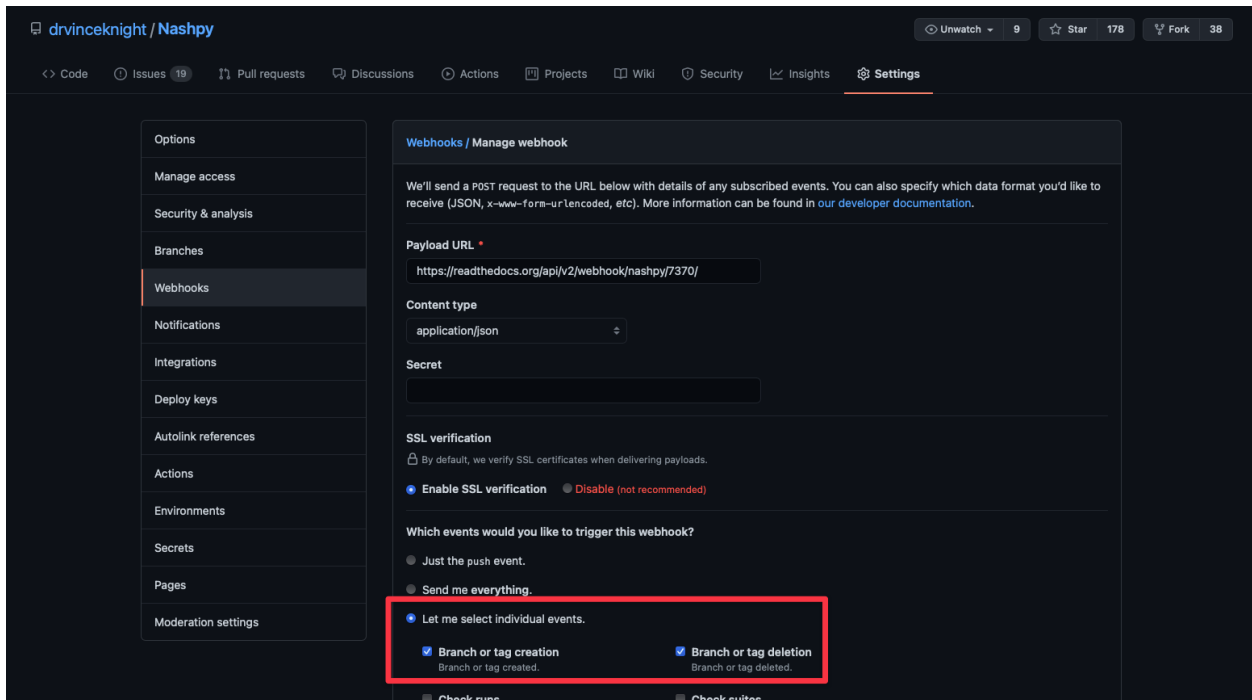 drvinceknight / Nashpy
Unwatch 9 Star 178 Fork 38
Code Issues 19 Pull requests Discussions Actions Projects Wiki Security Insights Settings
Options
Manage access
Security & analysis
Branches
Webhooks
Notifications
Integrations
Deploy keys
Autolink references
Actions
Environments
Secrets
Pages
Moderation settings
Webhooks / Manage webhook
We'll send a POST request to the URL below with details of any subscribed events. You can also specify which data format you'd like to
receive (JSON, x-www-form-urlencoded, etc). More information can be found in our developer documentation.
Payload URL *
https://readthedocs.org/api/v2/webhook/nashpy/7370/
Content type
application/json
Secret
SSL verification
By default, we verify SSL certificates when delivering payloads.
Enable SSL verification Disable (not recommended)
Which events would you like to trigger this webhook?
Just the push event.
Send me everything.
Let me select individual events.
Branch or tag creation Branch or tag deletion
Branch or tag created. Branch or tag deleted.
Check runs Check suites